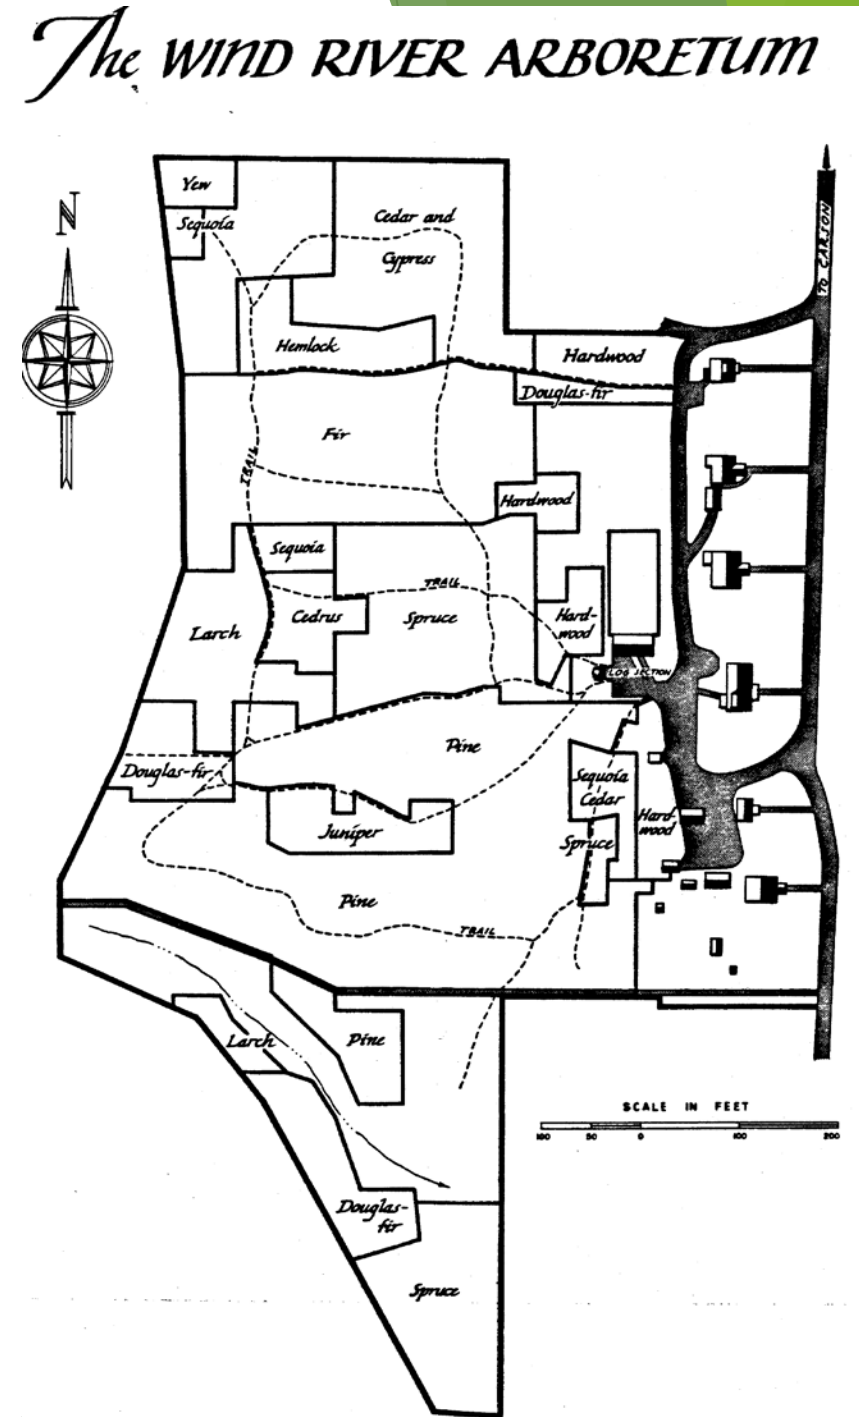 The WIND RIVER ARBORETUM
N
Yew
Sequoia
Cedar and
Cypress
TO CARSON
Hemlock
Hardwood
Douglas-fir
Fir
TRAIL
Hardwood
Sequoia
TRAIL
Larch
Cedrus
Spruce
Hard-
wood
LOG SECTION
Pine
Douglas-fir
Sequoia
Cedar
Juniper
Hard-
wood
Spruce
Pine
TRAIL
Larch
Pine
SCALE IN FEET
100 50 0 100 200
Douglas-
fir
Spruce